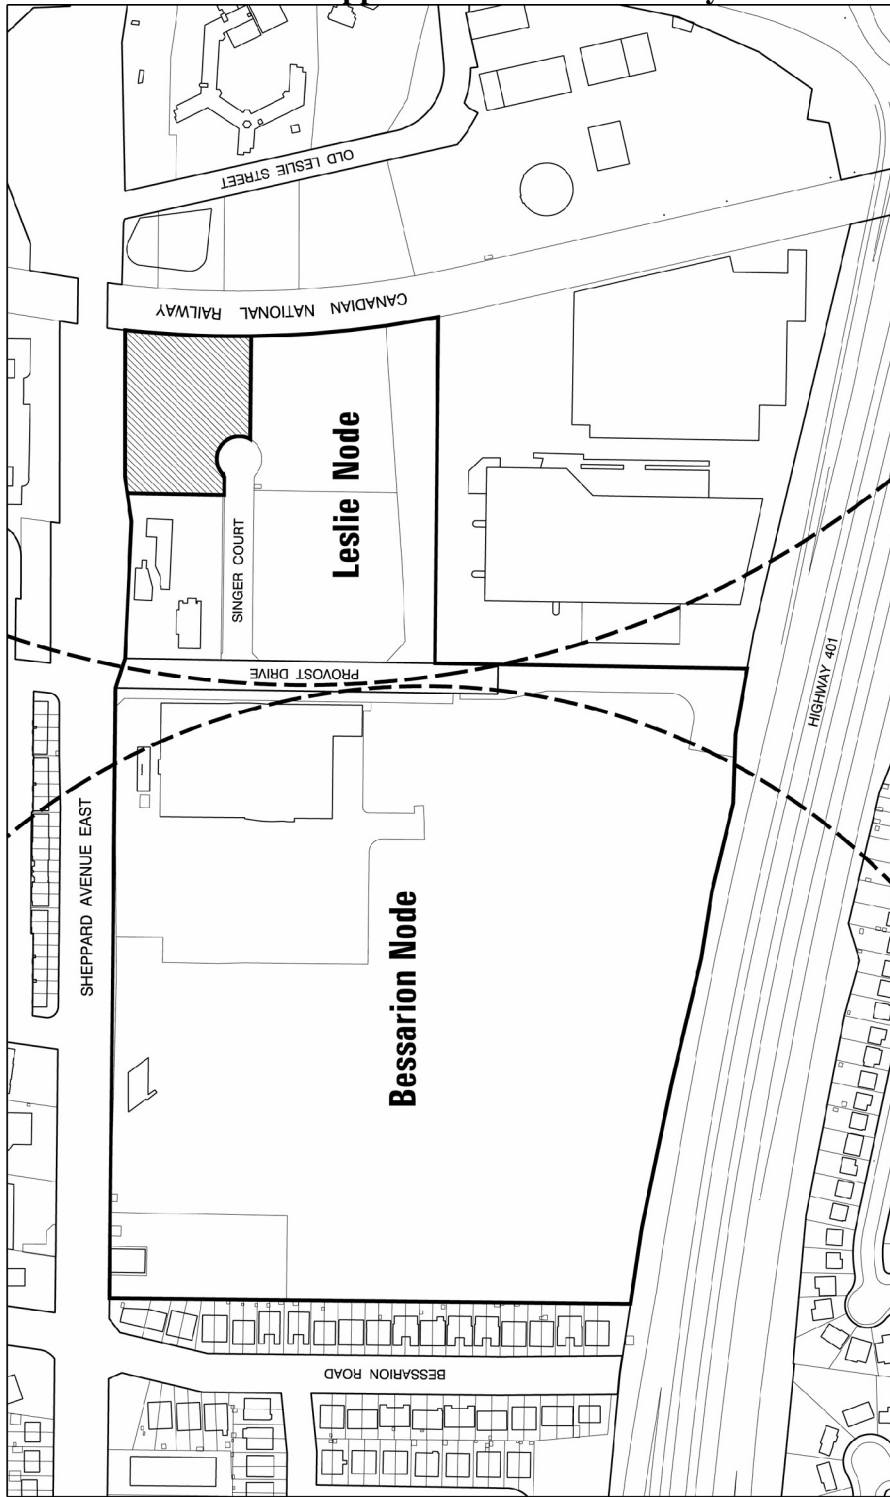 OLD LESLIE STREET
CANADIAN NATIONAL RAILWAY
Leslie Node
SINGER COURT
PROVOST DRIVE
HIGHWAY 401
SHEPPARD AVENUE EAST
Bessarion Node
BESSARION ROAD